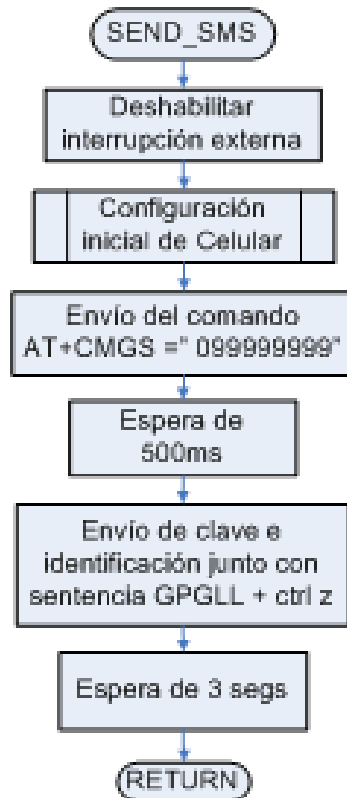 SEND_SMS
Deshabilitar
interrupción externa
Configuración
inicial de Celular
Envío del comando
AT+CMGS =" 099999999"
Espera de
500ms
Envío de clave e
identificación junto con
sentencia GPGLL + ctrl z
Espera de 3 segs
RETURN